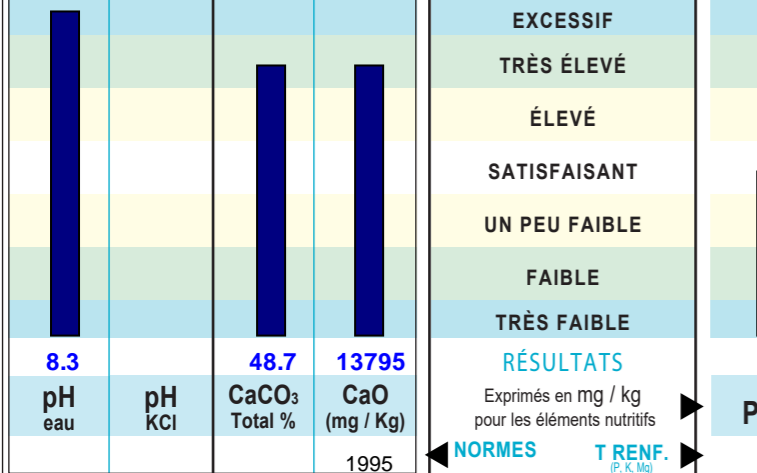 EXCESSIF
TRÈS ÉLEVÉ
ÉLEVÉ
SATISFAISANT
UN PEU FAIBLE
FAIBLE
TRÈS FAIBLE
8.3 48.7 13795 RÉSULTATS
pH
eau
pH
KCl
CaCO₃
Total %
CaO
(mg / Kg)
Exprimés en mg / kg
pour les éléments nutritifs
P
1995
NORMES
T RENF.
(P, K, Mg)